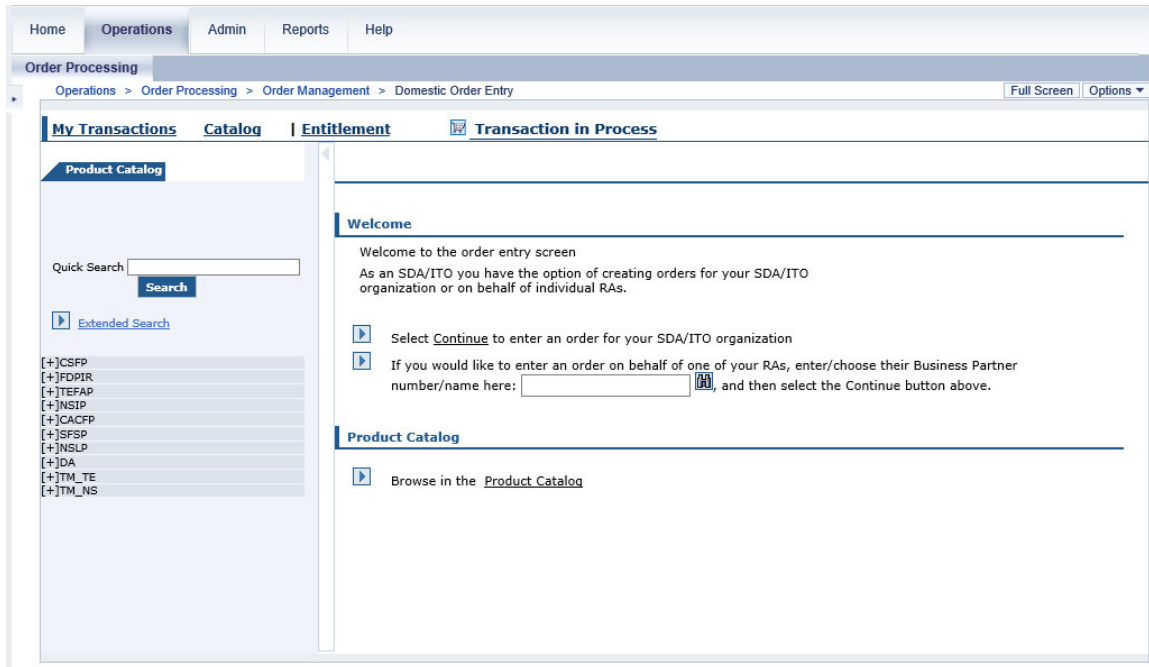 Home Operations Admin Reports Help
Order Processing
Operations > Order Processing > Order Management > Domestic Order Entry Full Screen Options
My Transactions Catalog | Entitlement Transaction in Process
Product Catalog
Welcome
Welcome to the order entry screen
As an SDA/ITO you have the option of creating orders for your SDA/ITO
organization or on behalf of individual RAs.
Quick Search
Search
Extended Search
Select Continue to enter an order for your SDA/ITO organization
If you would like to enter an order on behalf of one of your RAs, enter/choose their Business Partner
number/name here: , and then select the Continue button above.
[+]CSFP
[+]FDPIR
[+]TEFAP
[+]NSIP
[+]CACFP
[+]SFSP
[+]NSLP
[+]DA
[+]TM_TE
[+]TM_NS
Product Catalog
Browse in the Product Catalog